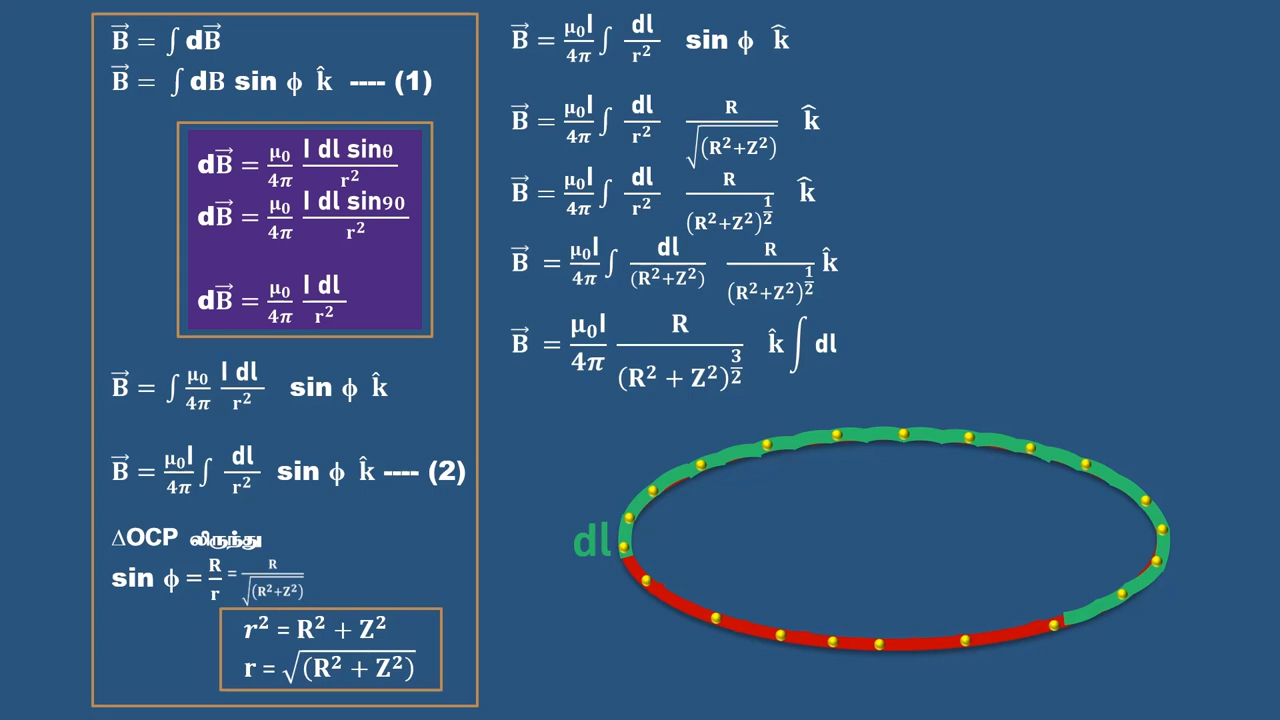 B⃗ = ∫ dB⃗
B⃗ = ∫ dB sin ϕ k̂ ---- (1)
dB⃗ = μ₀/4π I dl sinθ/r²
dB⃗ = μ₀/4π I dl sin90/r²
dB⃗ = μ₀/4π I dl/r²
B⃗ = ∫ μ₀/4π I dl/r² sin ϕ k̂
B⃗ = μ₀I/4π ∫ dl/r² sin ϕ k̂ ---- (2)
∆OCP லிருந்து
sin ϕ = R/r = R/√(R²+Z²)
r² = R² + Z²
r = √(R² + Z²)
B⃗ = μ₀I/4π ∫ dl/r² sin ϕ k̂
B⃗ = μ₀I/4π ∫ dl/r² R/√(R²+Z²) k̂
B⃗ = μ₀I/4π ∫ dl/r² R/(R²+Z²)^(1/2) k̂
B⃗ = μ₀I/4π ∫ dl/(R²+Z²) R/(R²+Z²)^(1/2) k̂
B⃗ = μ₀I/4π R/(R² + Z²)^(3/2) k̂ ∫ dl
dl